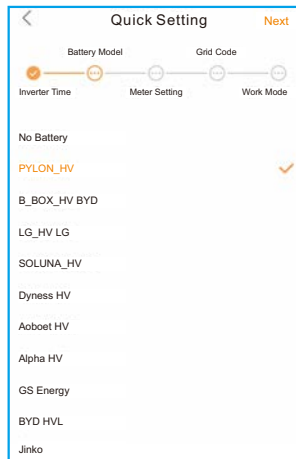 Quick Setting Next
Battery Model Grid Code
Inverter Time Meter Setting Work Mode
No Battery
PYLON_HV
B_BOX_HV BYD
LG_HV LG
SOLUNA_HV
Dyness HV
Aoboet HV
Alpha HV
GS Energy
BYD HVL
Jinko